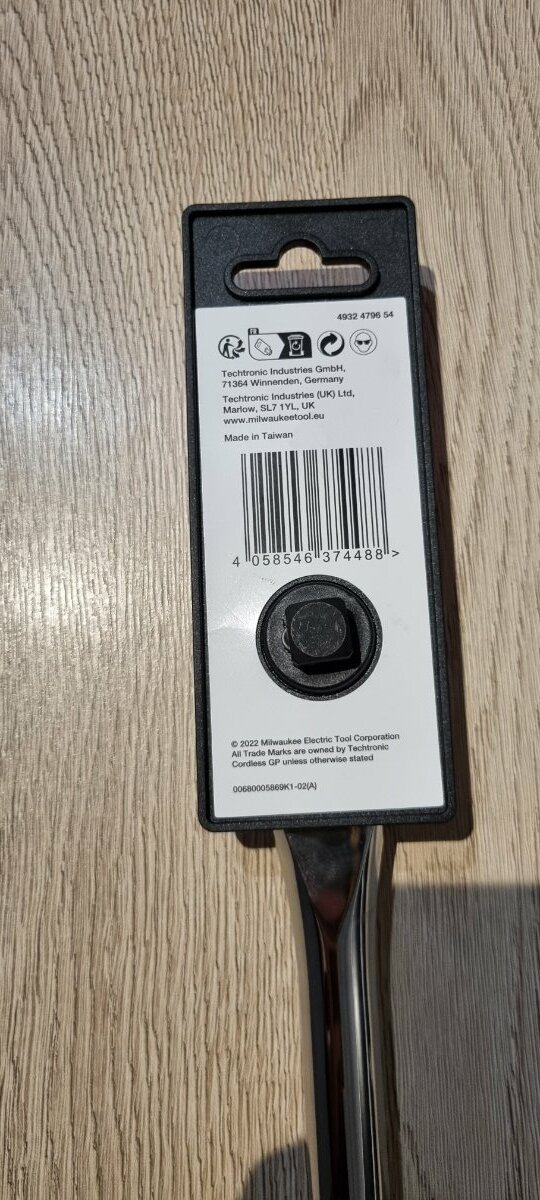 4932 4796 54
FR
Techtronic Industries GmbH,
71364 Winnenden, Germany
Techtronic Industries (UK) Ltd,
Marlow, SL7 1YL, UK
www.milwaukeetool.eu
Made in Taiwan
4 058546 374488 >
© 2022 Milwaukee Electric Tool Corporation
All Trade Marks are owned by Techtronic
Cordless GP unless otherwise stated
00680005869K1-02(A)